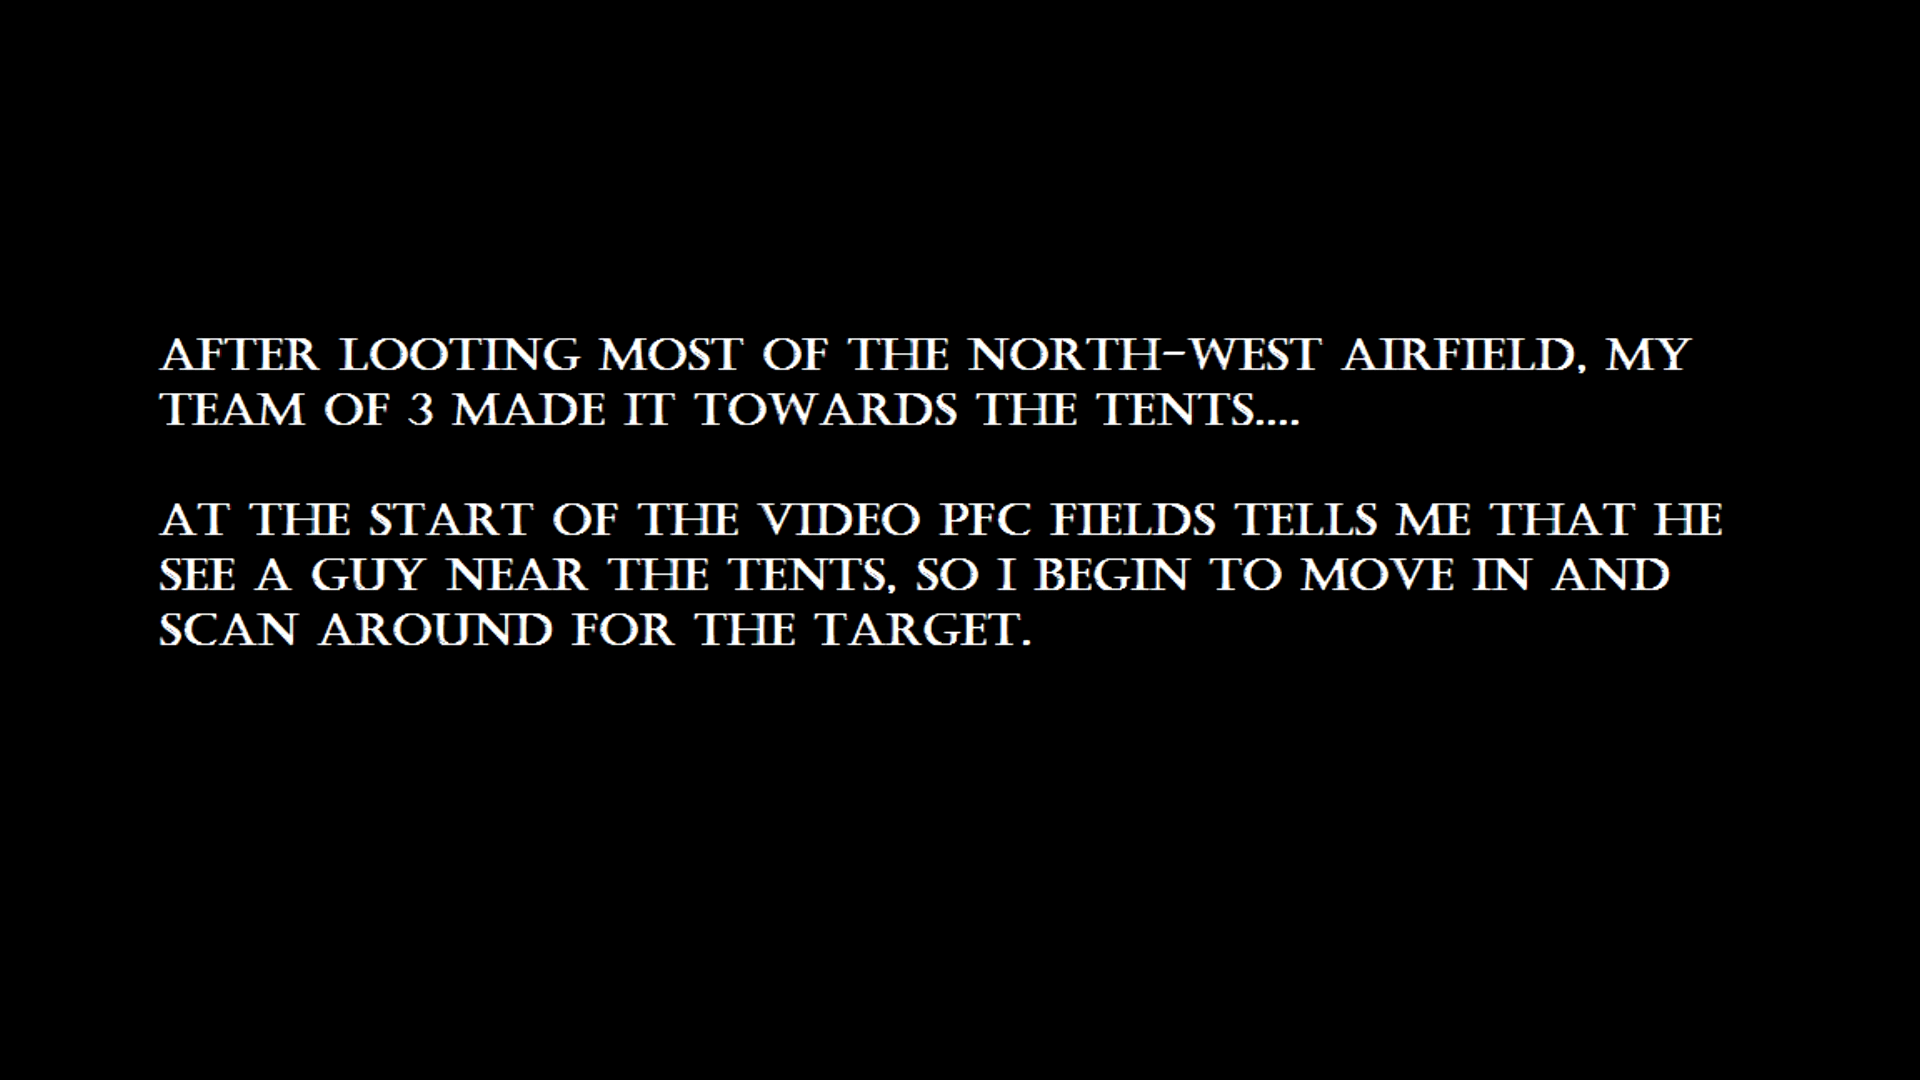 AFTER LOOTING MOST OF THE NORTH-WEST AIRFIELD, MY
TEAM OF 3 MADE IT TOWARDS THE TENTS....
AT THE START OF THE VIDEO PFC FIELDS TELLS ME THAT HE
SEE A GUY NEAR THE TENTS, SO I BEGIN TO MOVE IN AND
SCAN AROUND FOR THE TARGET.